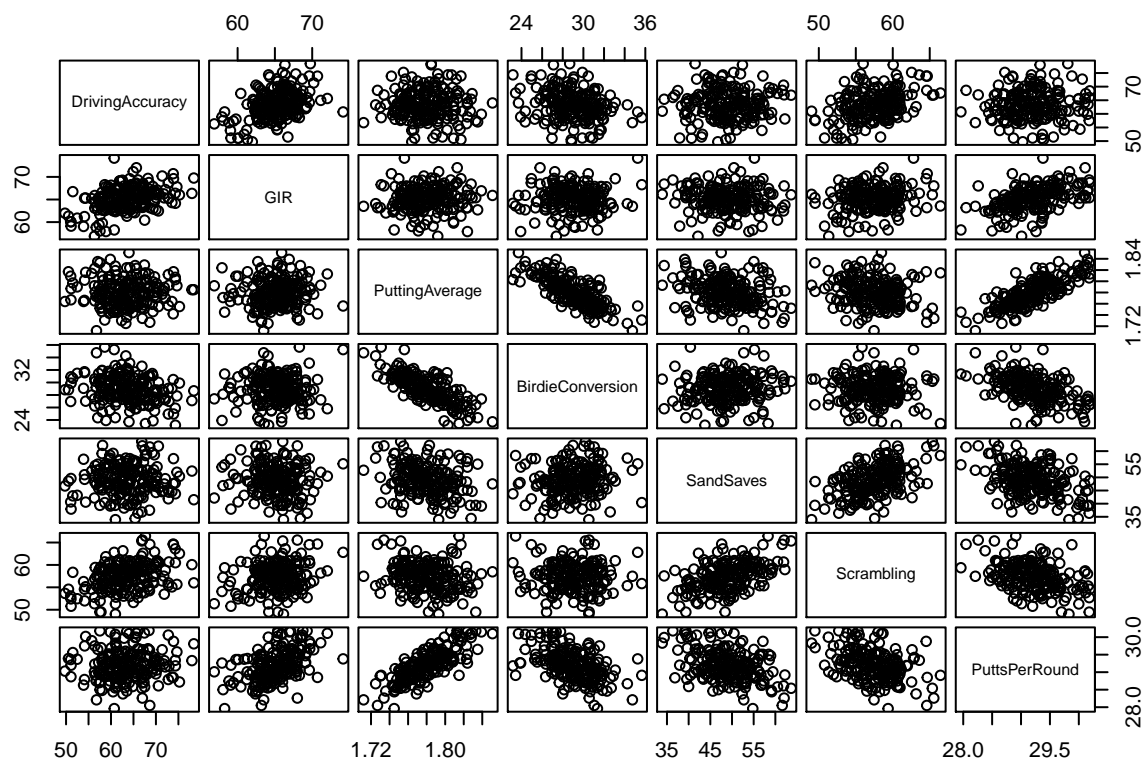 60 70
24 30 36
50 60
DrivingAccuracy
50 70
60 70
GIR
PuttingAverage
1.72 1.84
24 32
BirdieConversion
SandSaves
35 55
50 60
Scrambling
PuttsPerRound
28.0 30.0
50 60 70
1.72 1.80
35 45 55
28.0 29.5